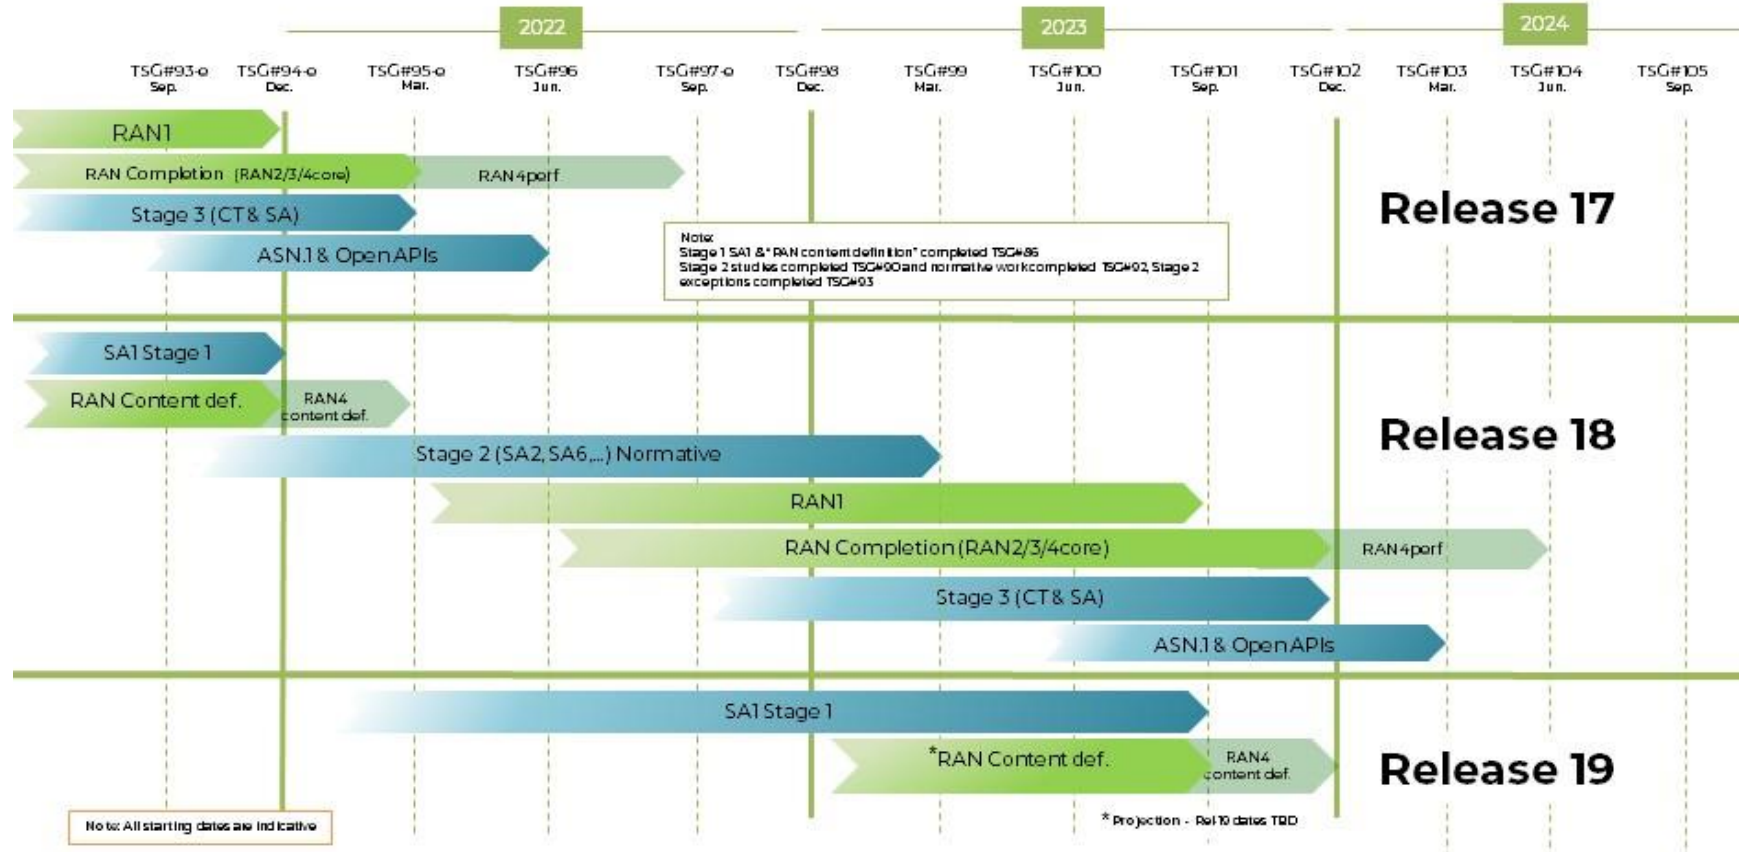 2022
2023
2024
TSG#93-e
Sep.
TSG#94-e
Dec.
TSG#95-e
Mar.
TSG#96
Jun.
TSG#97-e
Sep.
TSG#98
Dec.
TSG#99
Mar.
TSG#100
Jun.
TSG#101
Sep.
TSG#102
Dec.
TSG#103
Mar.
TSG#104
Jun.
TSG#105
Sep.
RAN1
RAN Completion (RAN2/3/4core)
RAN4perf
Stage 3 (CT & SA)
ASN.1 & Open APIs
Note:
Stage 1 SA1 & "RAN content definition" completed TSG#86
Stage 2 studies completed TSG#90 and normative work completed TSG#92, Stage 2
exceptions completed TSG#93
Release 17
SA1 Stage 1
RAN Content def.
RAN4
content def.
Stage 2 (SA2, SA6,...) Normative
RAN1
RAN Completion (RAN2/3/4core)
RAN4perf
Stage 3 (CT & SA)
ASN.1 & Open APIs
Release 18
SA1 Stage 1
*RAN Content def.
RAN4
content def.
Release 19
Note: All starting dates are indicative
* Projection - Rel-19 dates TBD